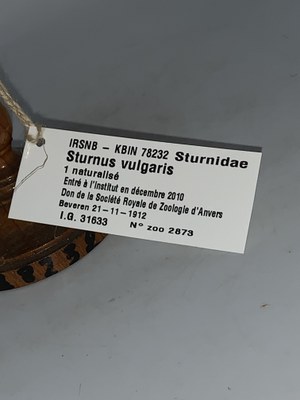 IRSNB – KBIN 78232 Sturnidae
Sturnus vulgaris
1 naturalisé
Entré à l'Institut en décembre 2010
Don de la Société Royale de Zoologie d'Anvers
Beveren 21-11-1912
I.G. 31633 N° zoo 2873